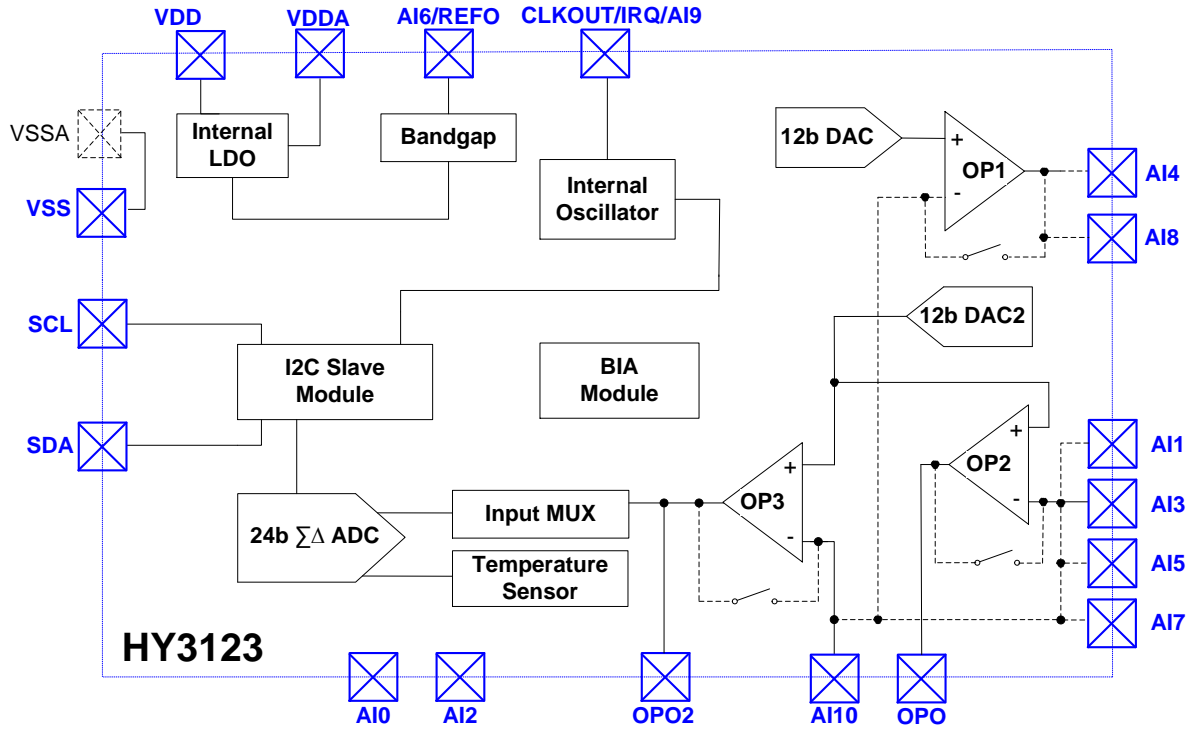 VDD
VDDA
AI6/REFO
CLKOUT/IRQ/AI9
VSSA
VSS
Internal
LDO
Bandgap
Internal
Oscillator
12b DAC
+
OP1
-
AI4
AI8
SCL
I2C Slave
Module
BIA
Module
12b DAC2
SDA
+
OP2
-
AI1
AI3
AI5
AI7
24b ∑∆ ADC
Input MUX
Temperature
Sensor
+
OP3
-
HY3123
AI0
AI2
OPO2
AI10
OPO